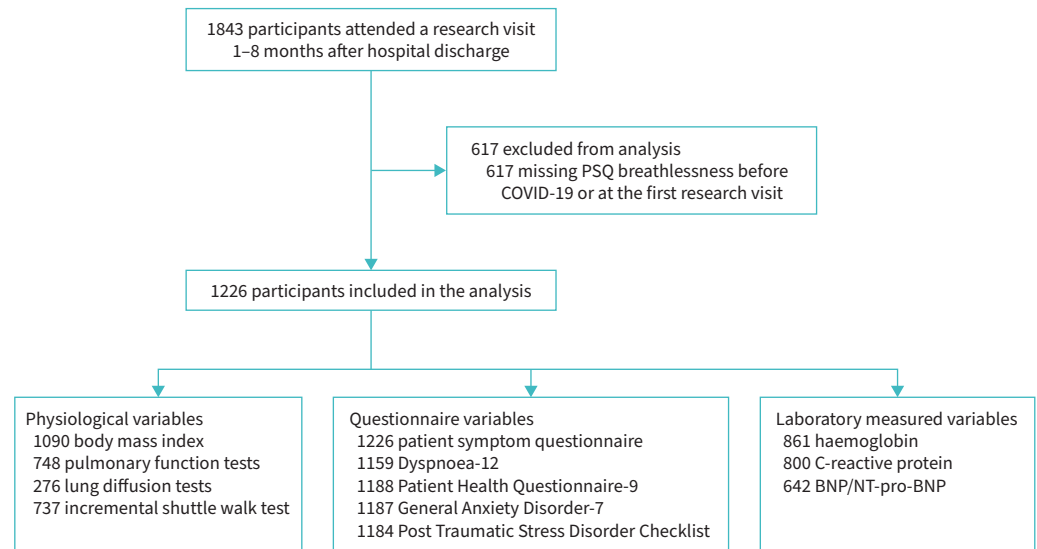 1843 participants attended a research visit
1–8 months after hospital discharge
617 excluded from analysis
617 missing PSQ breathlessness before
COVID-19 or at the first research visit
1226 participants included in the analysis
Physiological variables
1090 body mass index
748 pulmonary function tests
276 lung diffusion tests
737 incremental shuttle walk test
Questionnaire variables
1226 patient symptom questionnaire
1159 Dyspnoea-12
1188 Patient Health Questionnaire-9
1187 General Anxiety Disorder-7
1184 Post Traumatic Stress Disorder Checklist
Laboratory measured variables
861 haemoglobin
800 C-reactive protein
642 BNP/NT-pro-BNP